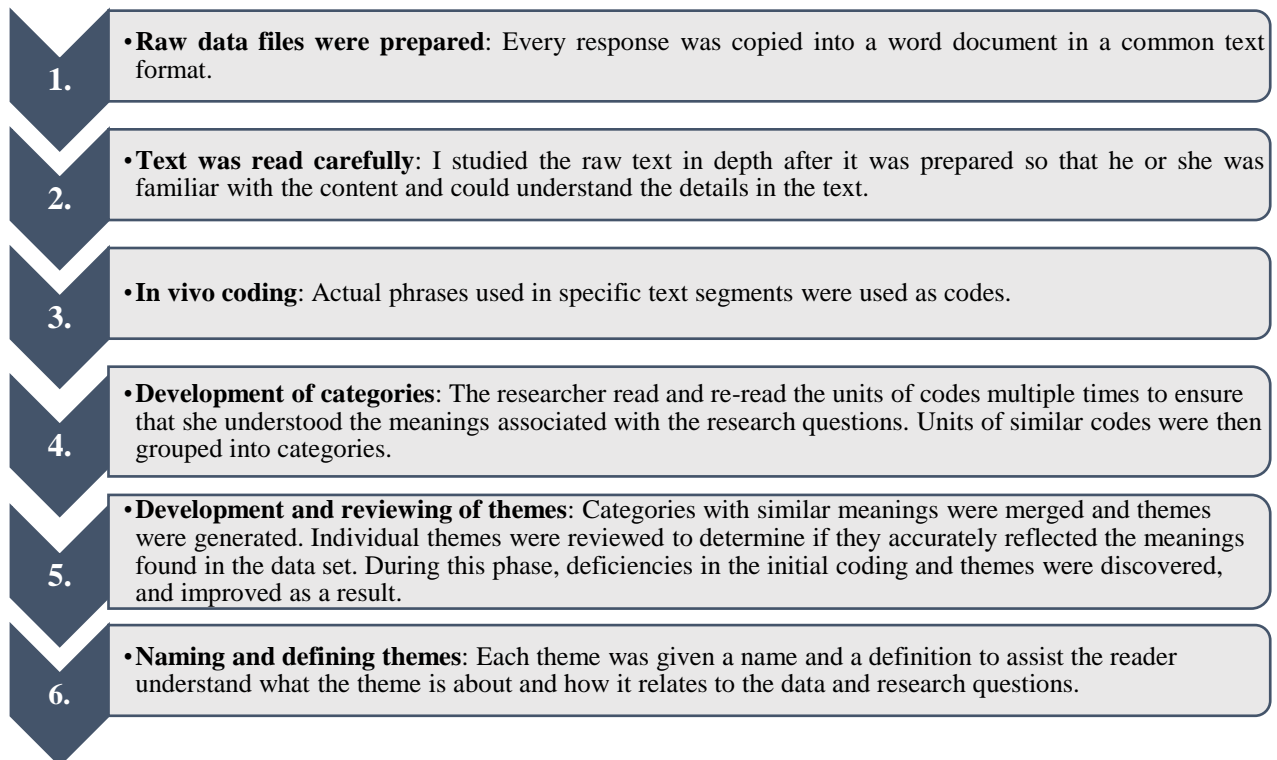 1.
•Raw data files were prepared: Every response was copied into a word document in a common text
format.
2.
•Text was read carefully: I studied the raw text in depth after it was prepared so that he or she was
familiar with the content and could understand the details in the text.
3.
•In vivo coding: Actual phrases used in specific text segments were used as codes.
4.
•Development of categories: The researcher read and re-read the units of codes multiple times to ensure
that she understood the meanings associated with the research questions. Units of similar codes were then
grouped into categories.
5.
•Development and reviewing of themes: Categories with similar meanings were merged and themes
were generated. Individual themes were reviewed to determine if they accurately reflected the meanings
found in the data set. During this phase, deficiencies in the initial coding and themes were discovered,
and improved as a result.
6.
•Naming and defining themes: Each theme was given a name and a definition to assist the reader
understand what the theme is about and how it relates to the data and research questions.